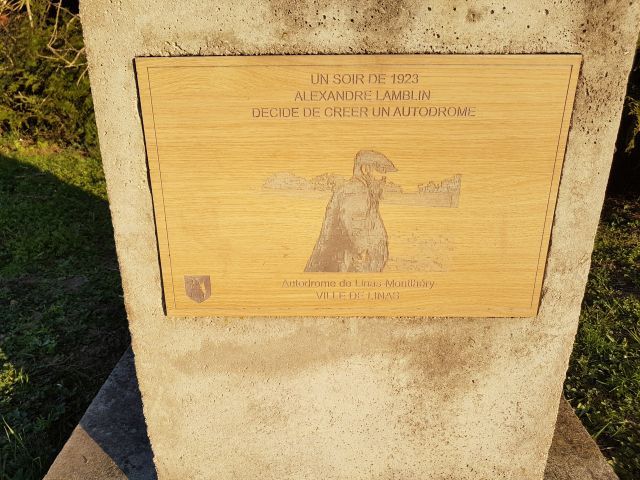 UN SOIR DE 1923
ALEXANDRE LAMBLIN
DECIDE DE CREER UN AUTODROME
Autodrome de Linas-Montlhéry
VILLE DE LINAS